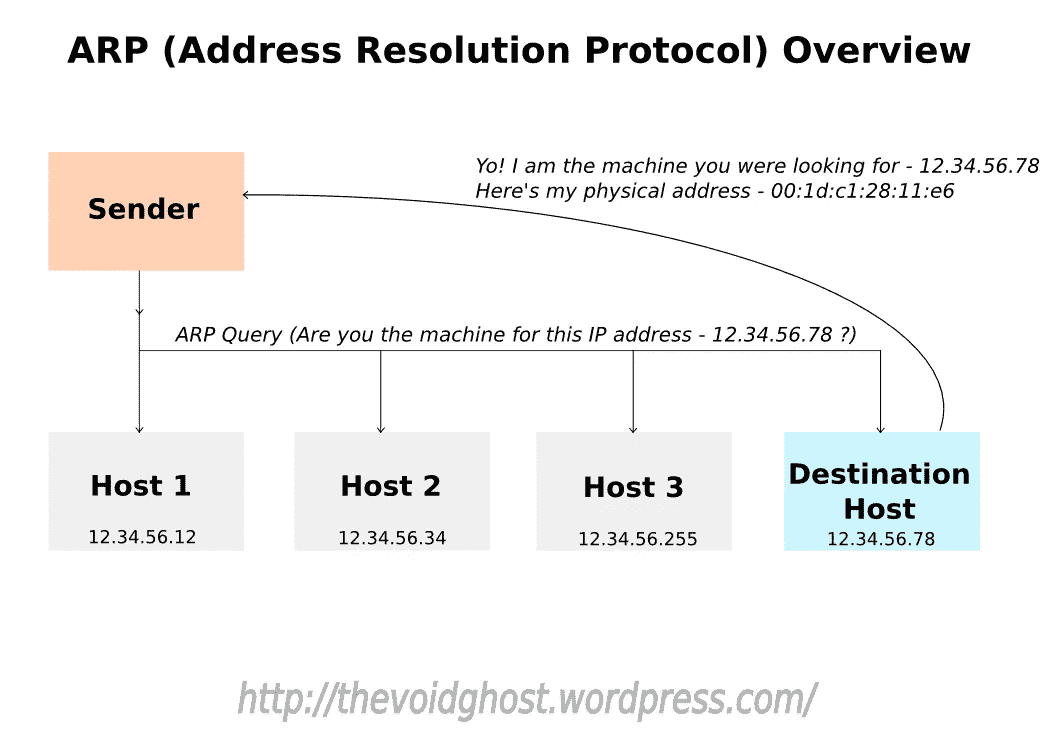 ARP (Address Resolution Protocol) Overview
Yo! I am the machine you were looking for - 12.34.56.78
Here's my physical address - 00:1d:c1:28:11:e6
Sender
ARP Query (Are you the machine for this IP address - 12.34.56.78 ?)
Host 1
12.34.56.12
Host 2
12.34.56.34
Host 3
12.34.56.255
Destination
Host
12.34.56.78
http://thevoidghost.wordpress.com/